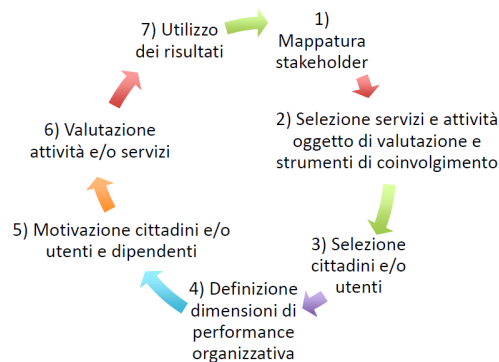 1)
Mappatura
stakeholder
2) Selezione servizi e attività
oggetto di valutazione e
strumenti di coinvolgimento
3) Selezione
cittadini e/o
utenti
4) Definizione
dimensioni di
performance
organizzativa
5) Motivazione cittadini e/o
utenti e dipendenti
6) Valutazione
attività e/o servizi
7) Utilizzo
dei risultati